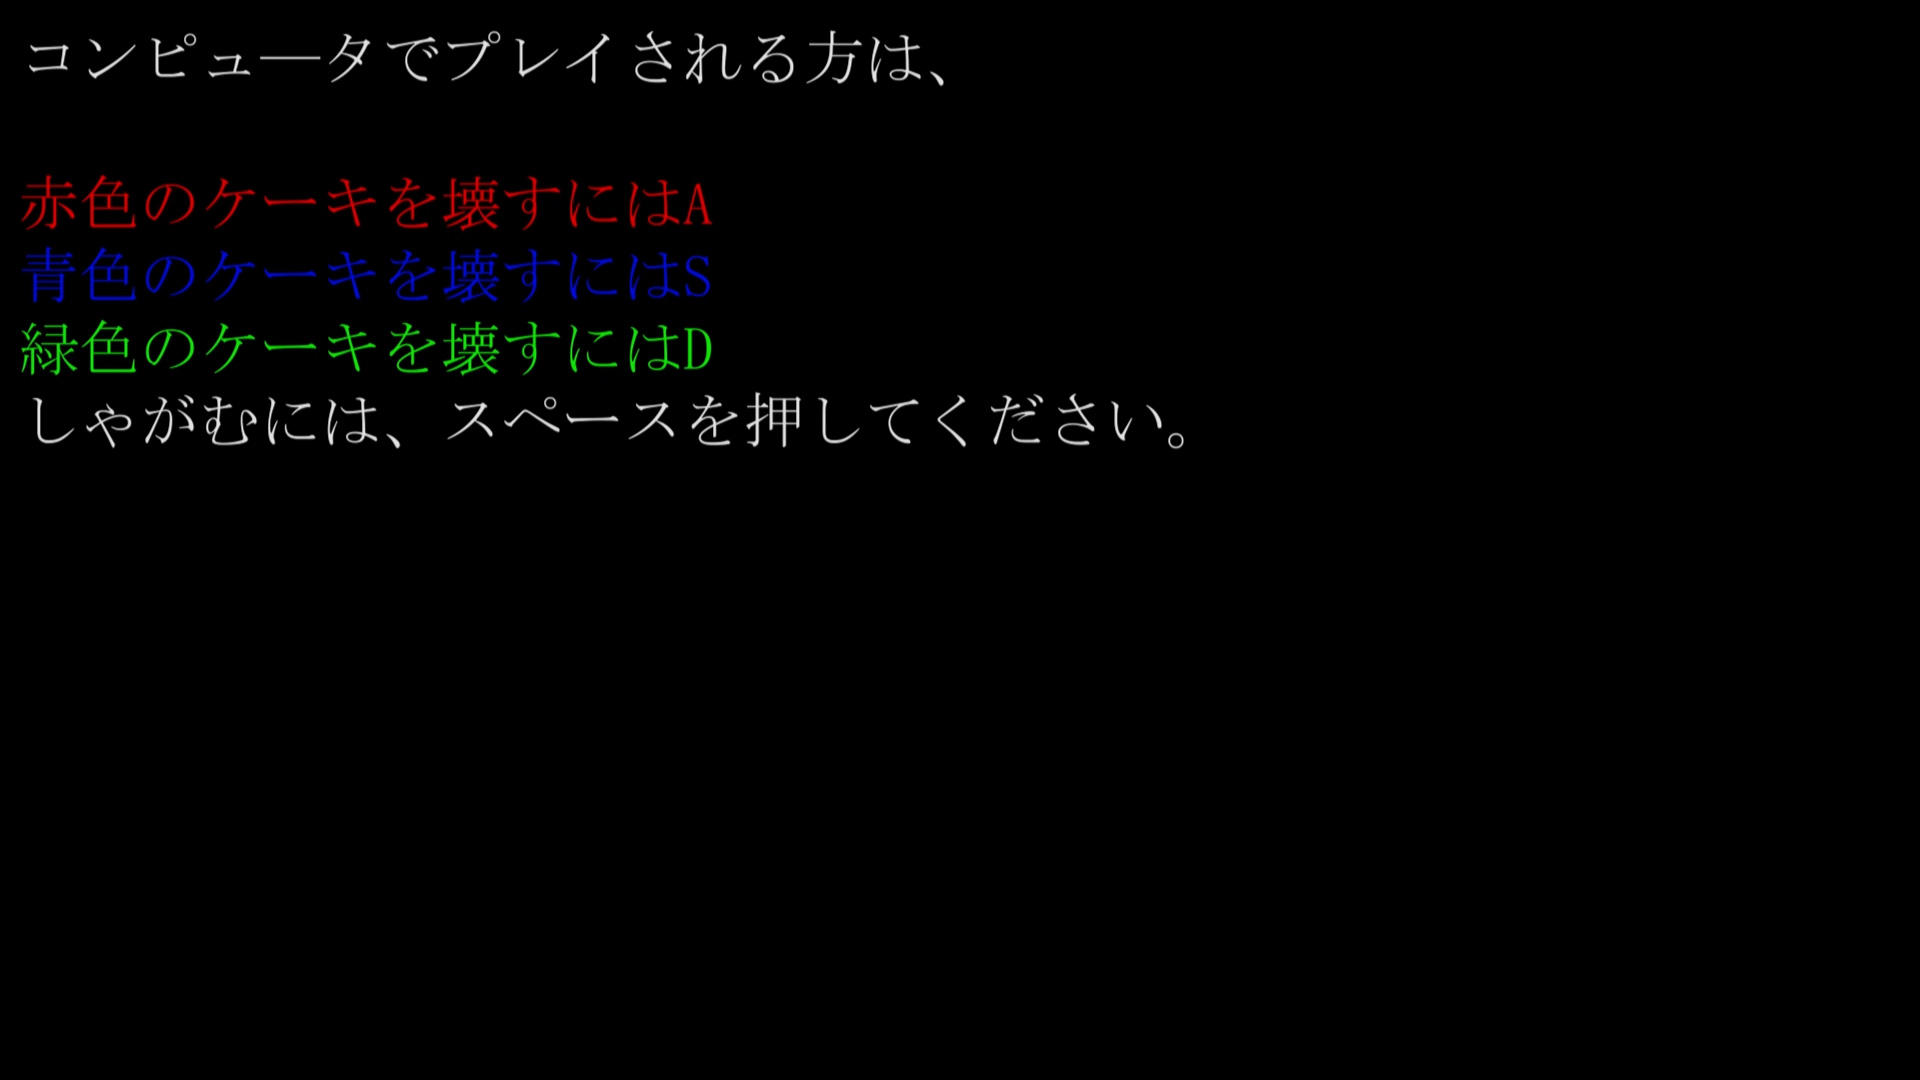 コンピュ―タでプレイされる方は、
赤色のケーキを壊すにはA
青色のケーキを壊すにはS
緑色のケーキを壊すにはD
しゃがむには、スペースを押してください。